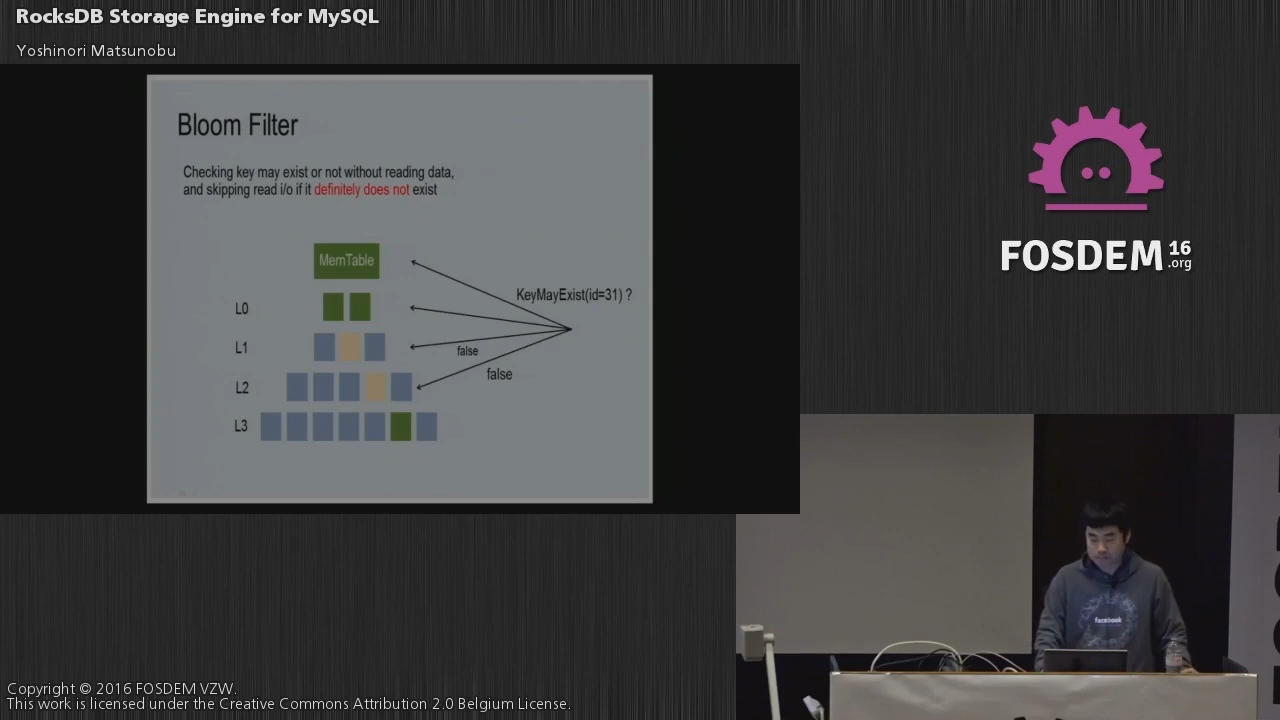 RocksDB Storage Engine for MySQL
Yoshinori Matsunobu
Bloom Filter
Checking key may exist or not without reading data,
and skipping read i/o if it definitely does not exist
MemTable
KeyMayExist(id=31) ?
L0
L1
false
L2
false
L3
FOSDEM 16 .org
facebook
Copyright © 2016 FOSDEM VZW.
This work is licensed under the Creative Commons Attribution 2.0 Belgium License.